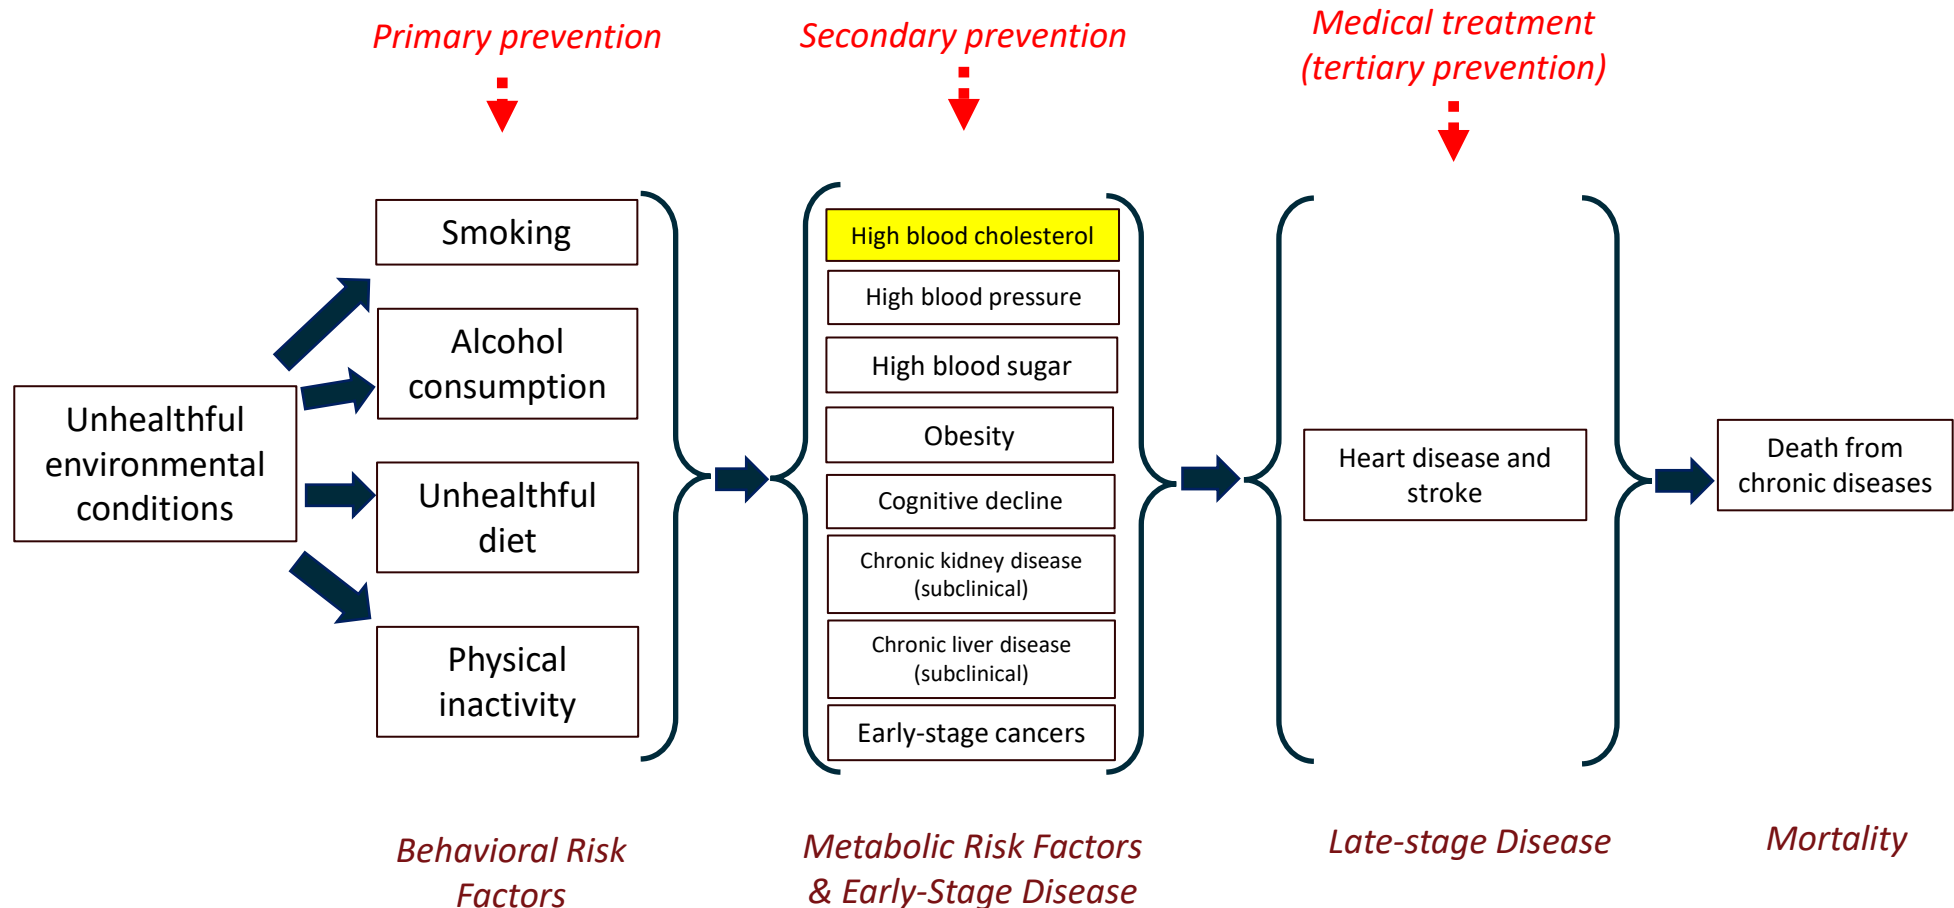 Primary prevention
Secondary prevention
Medical treatment
(tertiary prevention)
Unhealthful
environmental
conditions
Smoking
Alcohol
consumption
Unhealthful
diet
Physical
inactivity
High blood cholesterol
High blood pressure
High blood sugar
Obesity
Cognitive decline
Chronic kidney disease
(subclinical)
Chronic liver disease
(subclinical)
Early-stage cancers
Heart disease and
stroke
Death from
chronic diseases
Behavioral Risk
Factors
Metabolic Risk Factors
& Early-Stage Disease
Late-stage Disease
Mortality